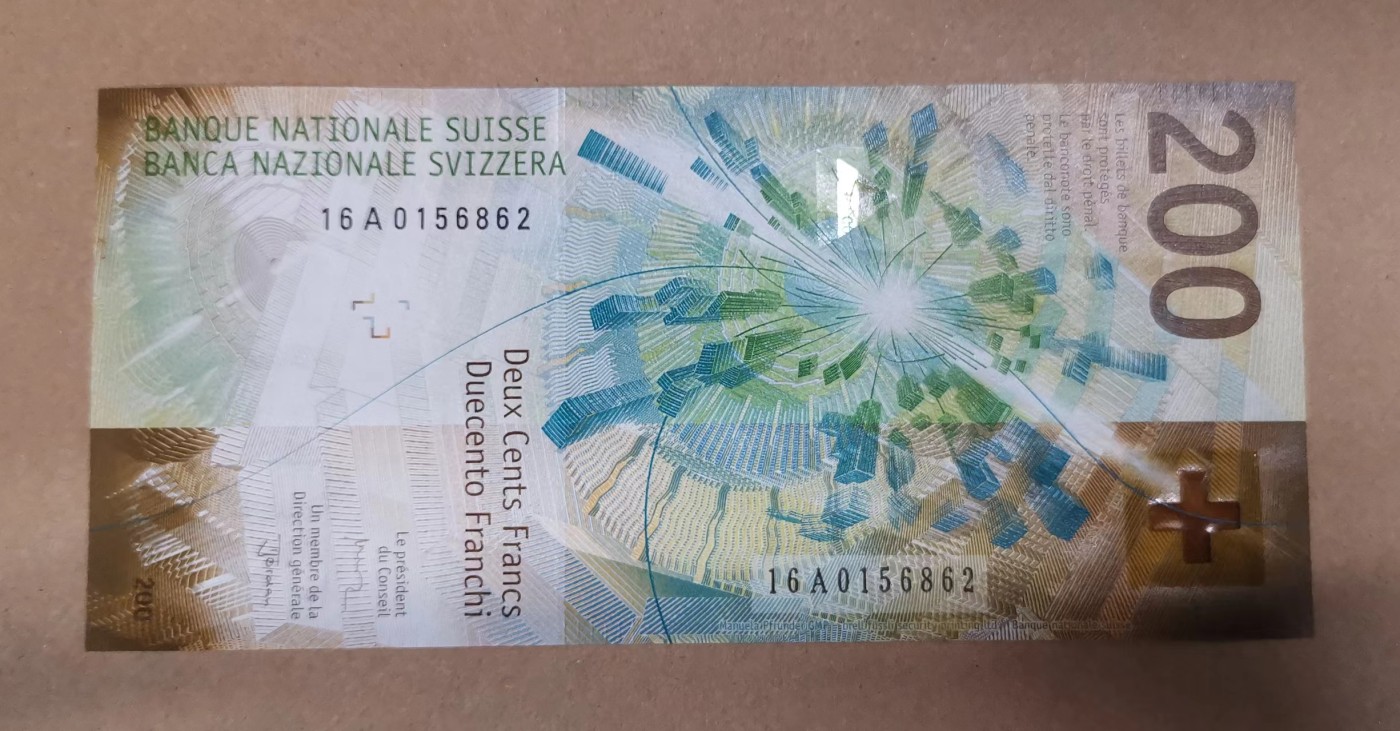 BANQUE NATIONALE SUISSE
BANCA NAZIONALE SVIZZERA
16A0156862
200
Les billets de banque
sont protégés
par le droit pénal.
Le banconote sono
protette dal diritto
penale.
Deux Cents Francs
Duecento Franchi
Le président
du Conseil
Un membre de la
Direction générale
200
16A0156862